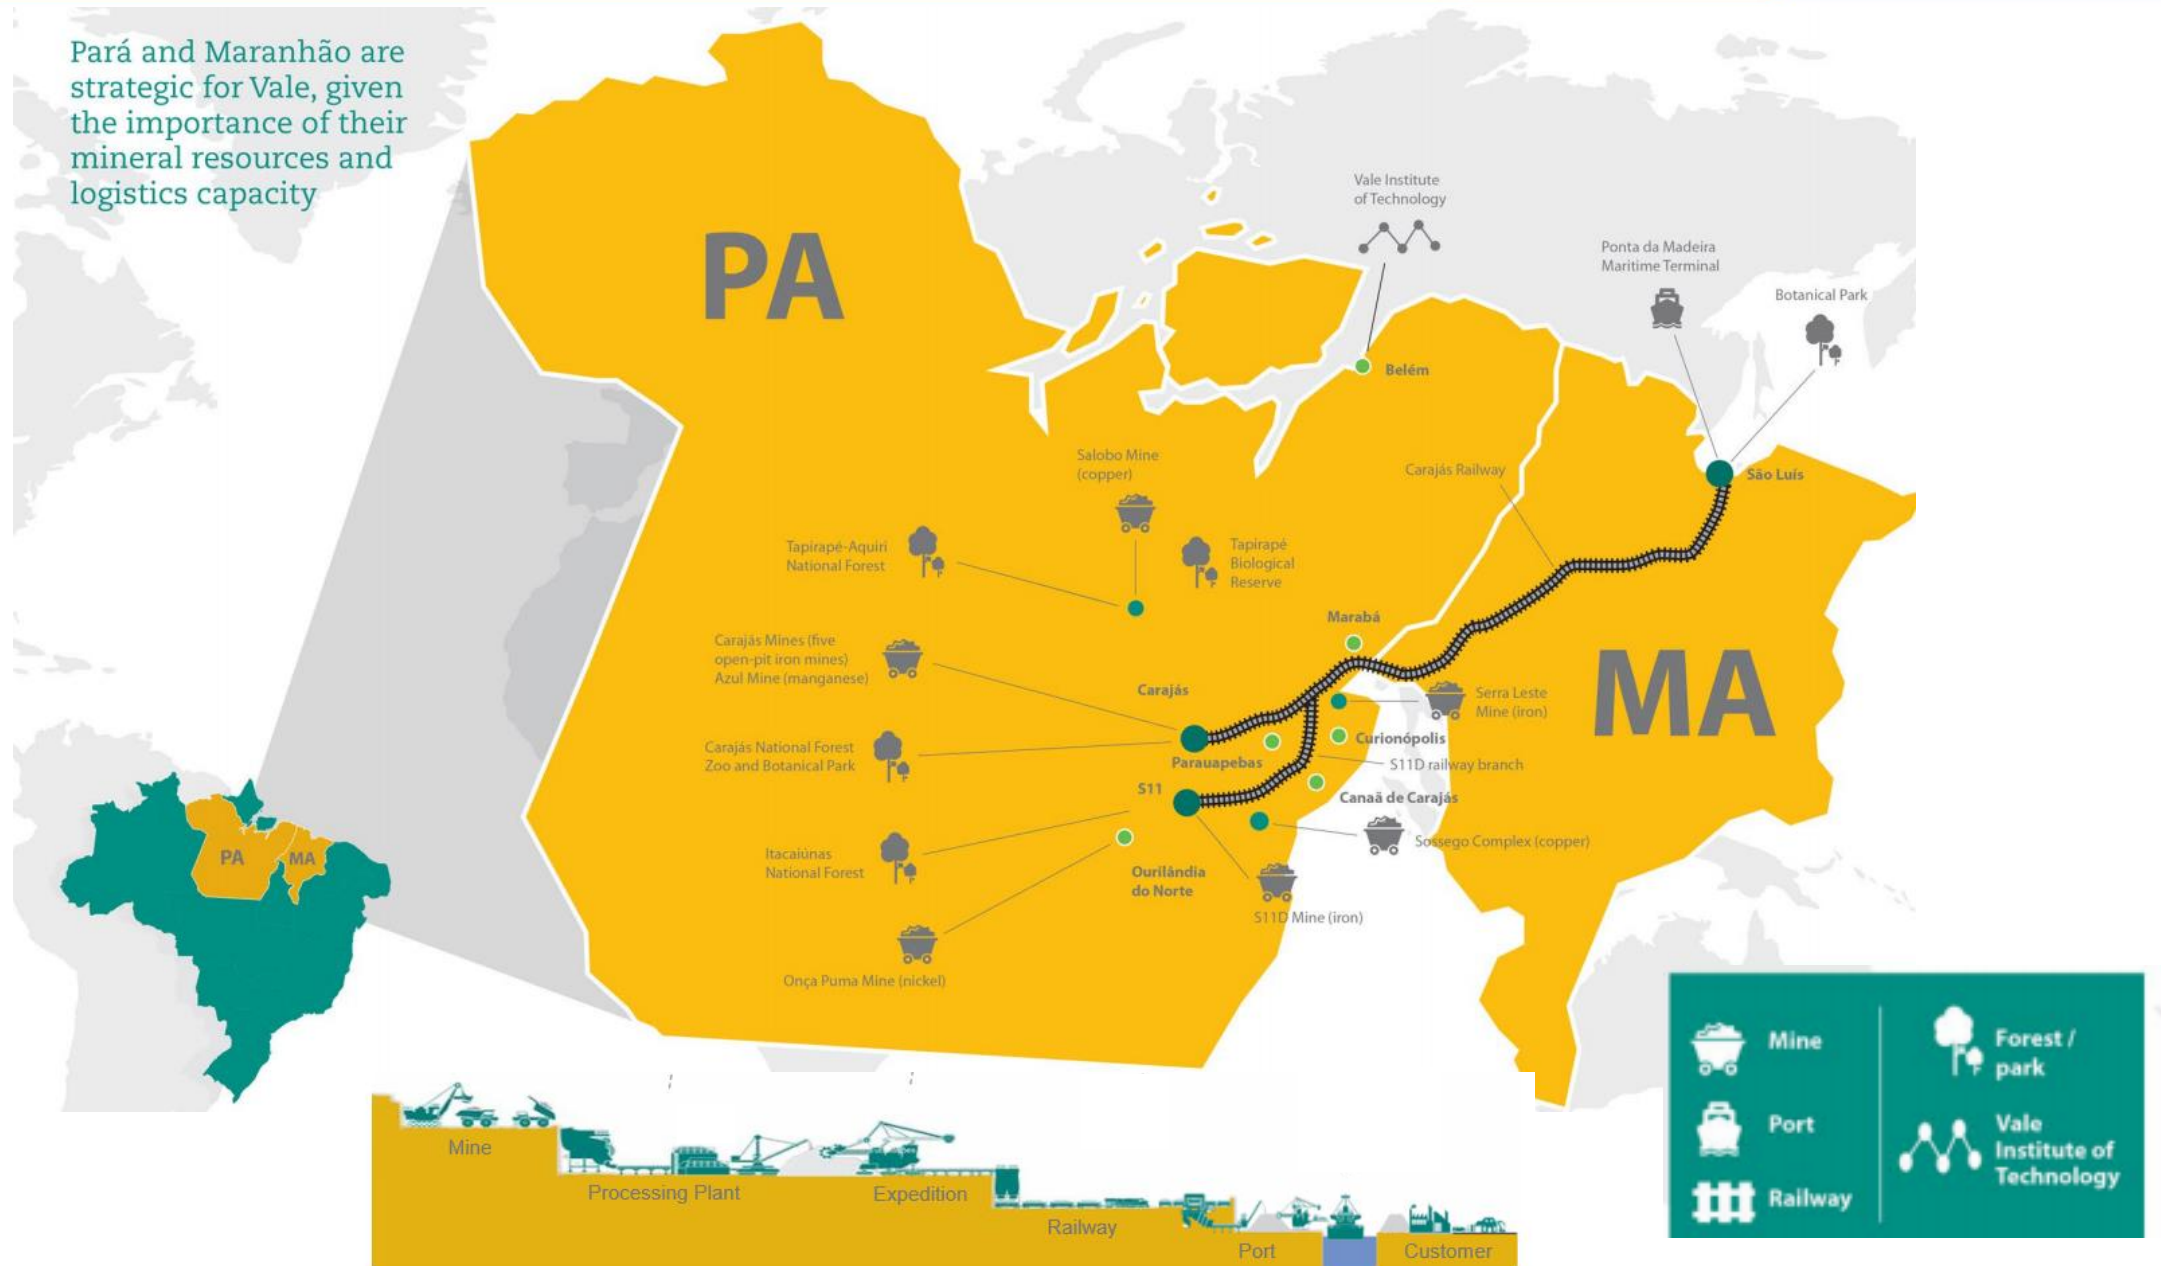 Pará and Maranhão are
strategic for Vale, given
the importance of their
mineral resources and
logistics capacity
PA
Vale Institute
of Technology
Ponta da Madeira
Maritime Terminal
Botanical Park
Belém
Salobo Mine
(copper)
Carajás Railway
São Luís
Tapirapé-Aquiri
National Forest
Tapirapé
Biological
Reserve
Marabá
Carajás Mines (five
open-pit iron mines)
Azul Mine (manganese)
Carajás
Serra Leste
Mine (iron)
MA
Carajás National Forest
Zoo and Botanical Park
Parauapebas
Curionópolis
S11D railway branch
S11
Canaã de Carajás
Sossego Complex (copper)
Itacaiúnas
National Forest
Ourilândia
do Norte
S11D Mine (iron)
Onça Puma Mine (nickel)
PA
MA
Mine
Port
Railway
Forest /
park
Vale
Institute of
Technology
Mine
Processing Plant
Expedition
Railway
Port
Customer